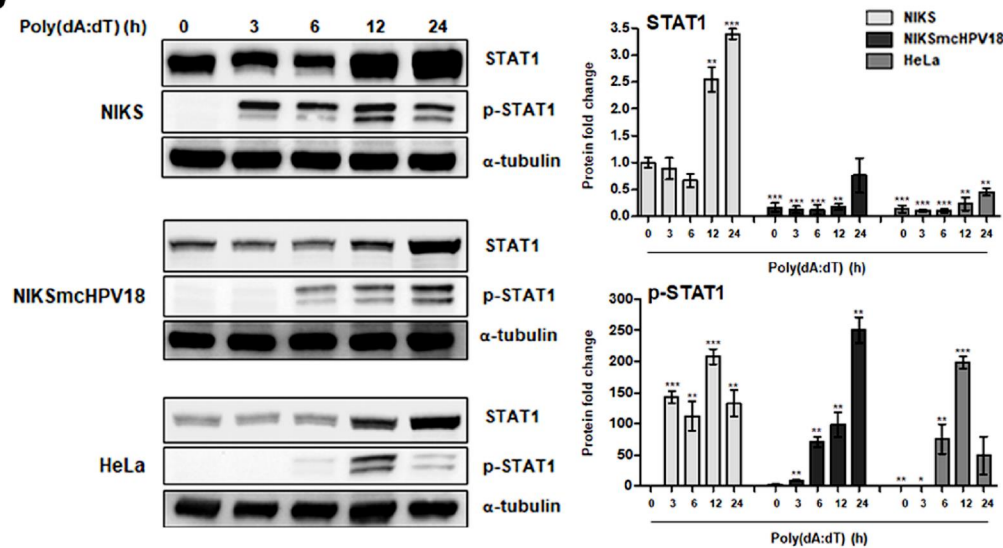 Poly(dA:dT) (h) 0 3 6 12 24
NIKS
STAT1
p-STAT1
α-tubulin
NIKSmcHPV18
STAT1
p-STAT1
α-tubulin
HeLa
STAT1
p-STAT1
α-tubulin
STAT1
NIKS
NIKSmcHPV18
HeLa
Protein fold change
3.5
3.0
2.5
2.0
1.5
1.0
0.5
0.0
** *** *** *** *** ** *** *** *** ** **
0 3 6 12 24 0 3 6 12 24 0 3 6 12 24
Poly(dA:dT) (h)
p-STAT1
Protein fold change
300
250
200
150
100
50
0
*** ** *** ** ** ** ** ** ** * ** ***
0 3 6 12 24 0 3 6 12 24 0 3 6 12 24
Poly(dA:dT) (h)